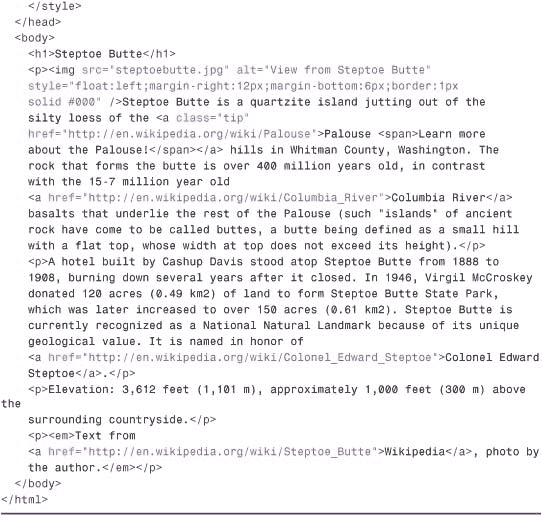 </style>
</head>
<body>
<h1>Steptoe Butte</h1>
<p><img src="steptoebutte.jpg" alt="View from Steptoe Butte"
style="float:left;margin-right:12px;margin-bottom:6px;border:1px
solid #000" />Steptoe Butte is a quartzite island jutting out of the
silty loess of the <a class="tip"
href="http://en.wikipedia.org/wiki/Palouse">Palouse <span>Learn more
about the Palouse!</span></a> hills in Whitman County, Washington. The
rock that forms the butte is over 400 million years old, in contrast
with the 15-7 million year old
<a href="http://en.wikipedia.org/wiki/Columbia_River">Columbia River</a>
basalts that underlie the rest of the Palouse (such "islands" of ancient
rock have come to be called buttes, a butte being defined as a small hill
with a flat top, whose width at top does not exceed its height).</p>
<p>A hotel built by Cashup Davis stood atop Steptoe Butte from 1888 to
1908, burning down several years after it closed. In 1946, Virgil McCroskey
donated 120 acres (0.49 km2) of land to form Steptoe Butte State Park,
which was later increased to over 150 acres (0.61 km2). Steptoe Butte is
currently recognized as a National Natural Landmark because of its unique
geological value. It is named in honor of
<a href="http://en.wikipedia.org/wiki/Colonel_Edward_Steptoe">Colonel Edward
Steptoe</a>.</p>
<p>Elevation: 3,612 feet (1,101 m), approximately 1,000 feet (300 m) above
the
surrounding countryside.</p>
<p><em>Text from
<a href="http://en.wikipedia.org/wiki/Steptoe_Butte">Wikipedia</a>, photo by
the author.</em></p>
</body>
</html>